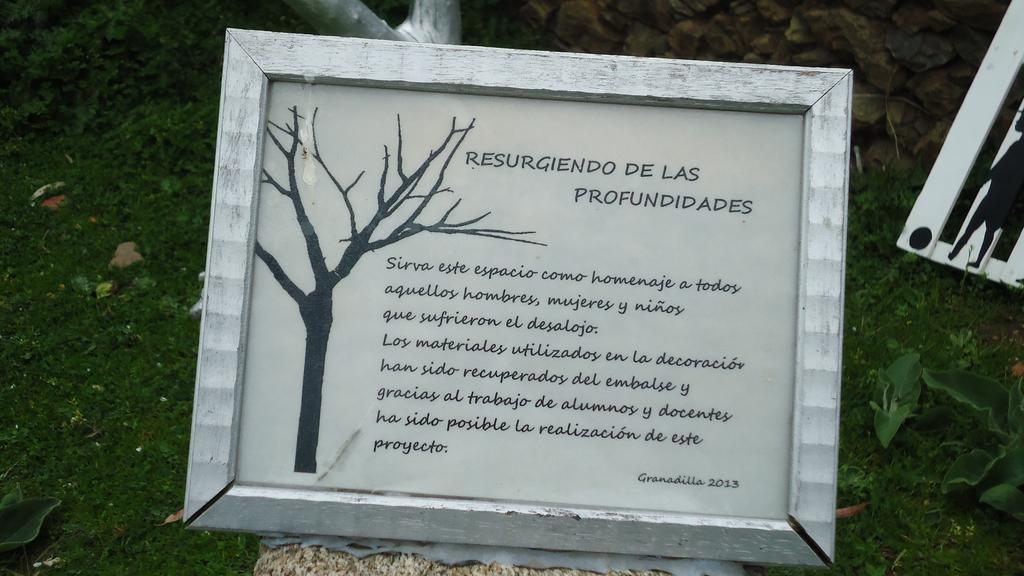 RESURGIENDO DE LAS
PROFUNDIDADES
Sirva este espacio como homenaje a todos
aquellos hombres, mujeres y niños
que sufrieron el desalojo.
Los materiales utilizados en la decoración
han sido recuperados del embalse y
gracias al trabajo de alumnos y docentes
ha sido posible la realización de este
proyecto.
Granadilla 2013